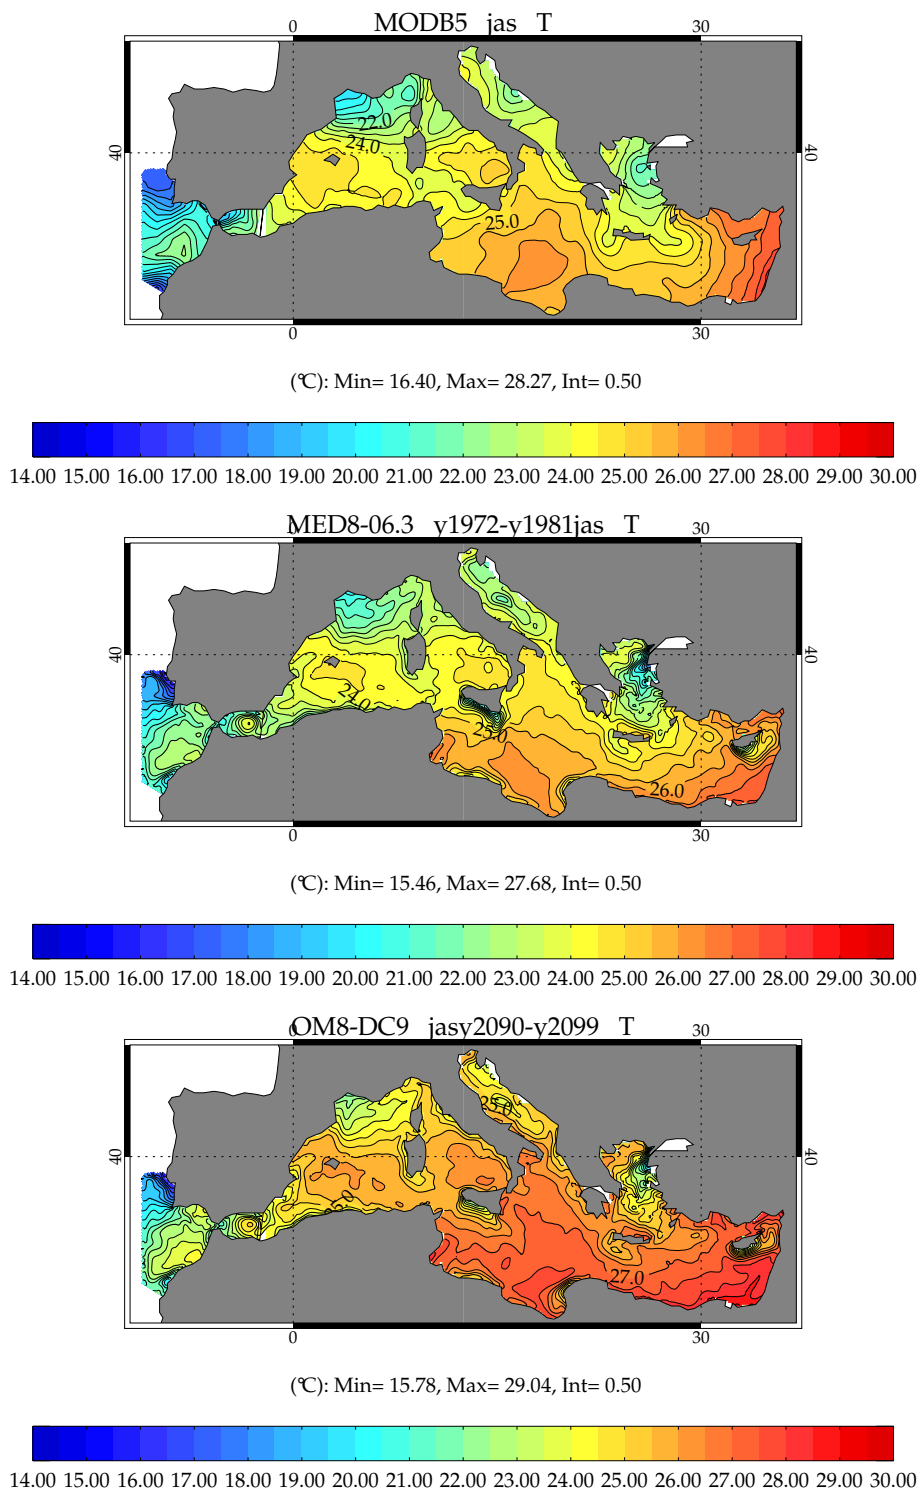 MODB5 jas T
0 30
22.0
24.0
40 40
25.0
0 30
(°C): Min= 16.40, Max= 28.27, Int= 0.50
14.00 15.00 16.00 17.00 18.00 19.00 20.00 21.00 22.00 23.00 24.00 25.00 26.00 27.00 28.00 29.00 30.00
MED8-06.3 y1972-y1981jas T
30
40 40
24.0
25.0
26.0
0 30
(°C): Min= 15.46, Max= 27.68, Int= 0.50
14.00 15.00 16.00 17.00 18.00 19.00 20.00 21.00 22.00 23.00 24.00 25.00 26.00 27.00 28.00 29.00 30.00
OM8-DC9 jasy2090-y2099 T
0 30
25.0
40 40
25.0
27.0
0 30
(°C): Min= 15.78, Max= 29.04, Int= 0.50
14.00 15.00 16.00 17.00 18.00 19.00 20.00 21.00 22.00 23.00 24.00 25.00 26.00 27.00 28.00 29.00 30.00